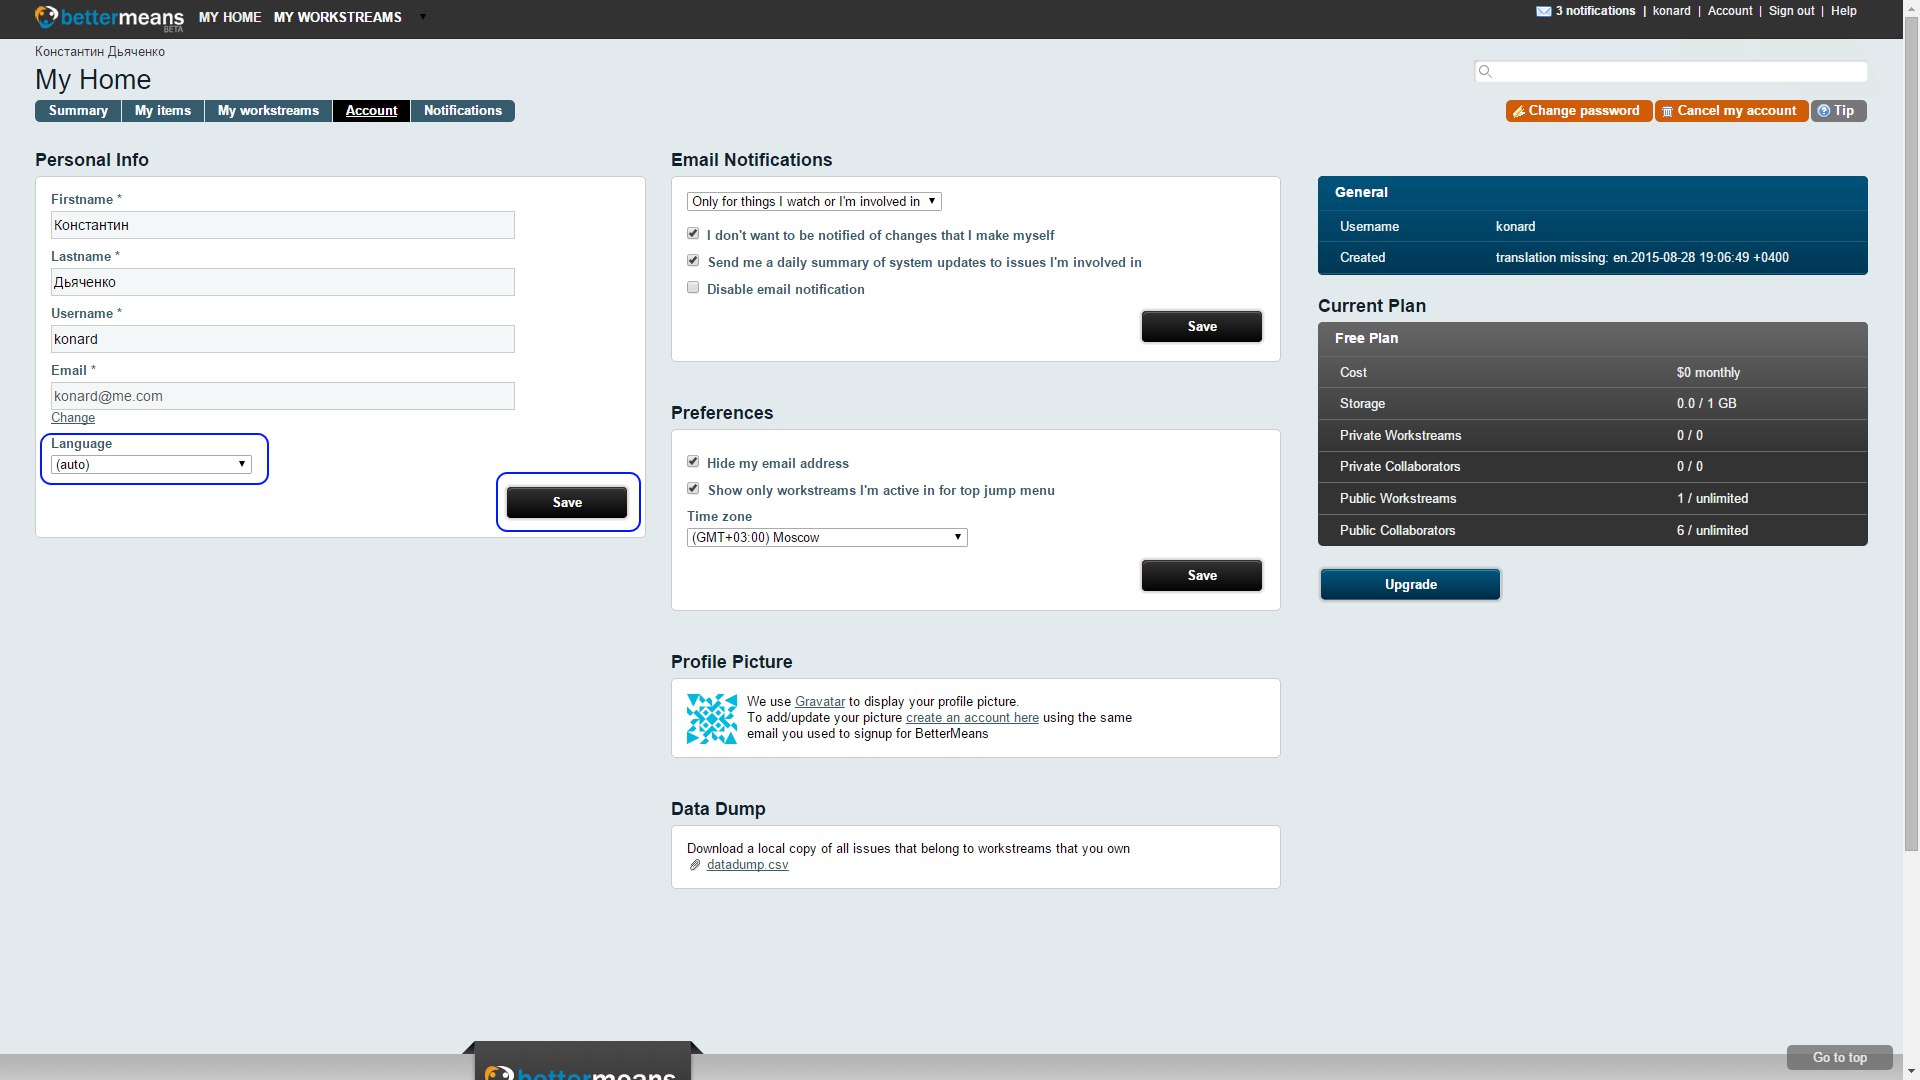 bettermeans
BETA
MY HOME MY WORKSTREAMS
3 notifications | konard | Account | Sign out | Help
Константин Дьяченко
My Home
Summary My items My workstreams Account Notifications
Change password Cancel my account Tip
Personal Info
Firstname *
Константин
Lastname *
Дьяченко
Username *
konard
Email *
konard@me.com
Change
Language
(auto)
Save
Email Notifications
Only for things I watch or I'm involved in
I don't want to be notified of changes that I make myself
Send me a daily summary of system updates to issues I'm involved in
Disable email notification
Save
Preferences
Hide my email address
Show only workstreams I'm active in for top jump menu
Time zone
(GMT+03:00) Moscow
Save
Profile Picture
We use Gravatar to display your profile picture.
To add/update your picture create an account here using the same
email you used to signup for BetterMeans
Data Dump
Download a local copy of all issues that belong to workstreams that you own
datadump.csv
General
Username konard
Created translation missing: en.2015-08-28 19:06:49 +0400
Current Plan
Free Plan
Cost $0 monthly
Storage 0.0 / 1 GB
Private Workstreams 0 / 0
Private Collaborators 0 / 0
Public Workstreams 1 / unlimited
Public Collaborators 6 / unlimited
Upgrade
bettermeans
Go to top